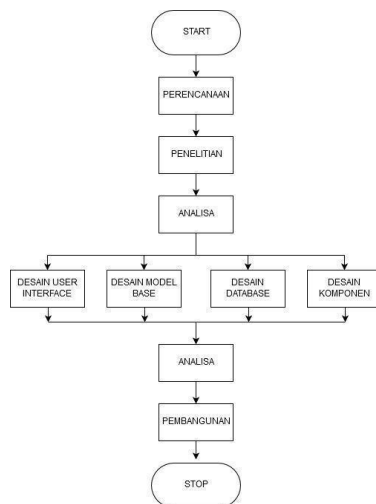 START
PERENCANAAN
PENELITIAN
ANALISA
DESAIN USER
INTERFACE
DESAIN MODEL
BASE
DESAIN
DATABASE
DESAIN
KOMPONEN
ANALISA
PEMBANGUNAN
STOP